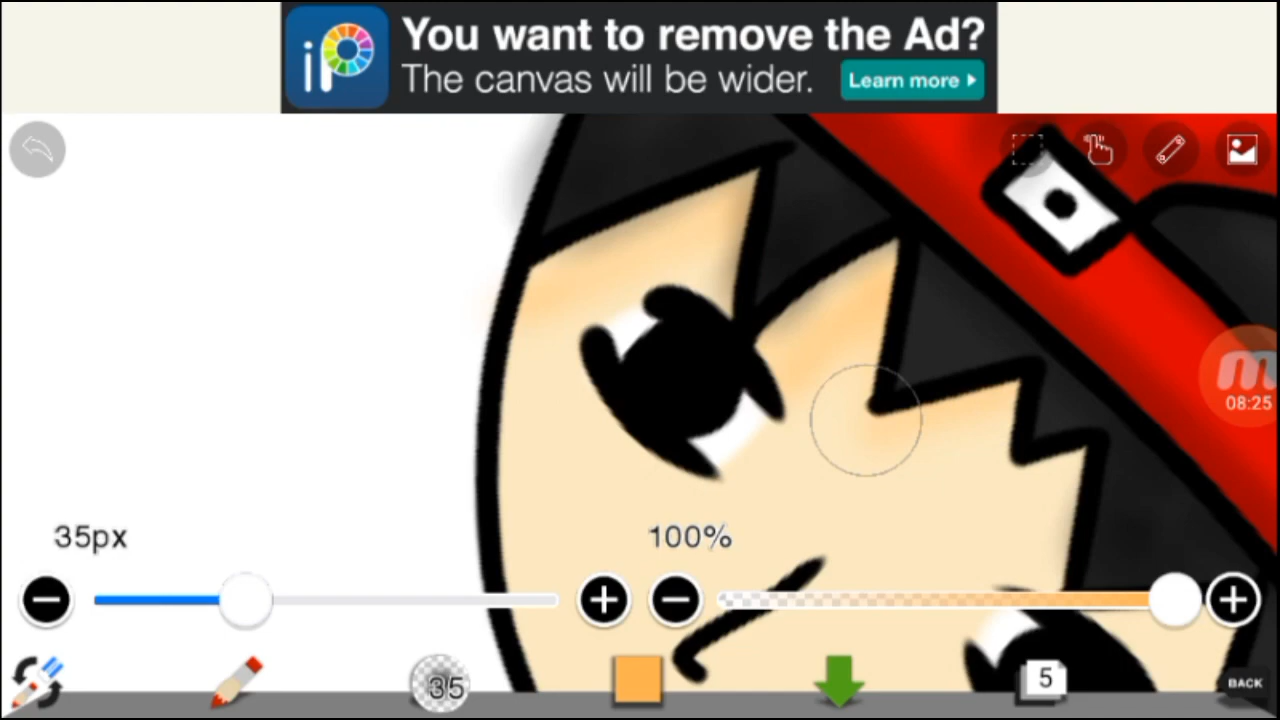 iP
You want to remove the Ad?
The canvas will be wider.
Learn more
m
08:25
35px
100%
35
5
BACK